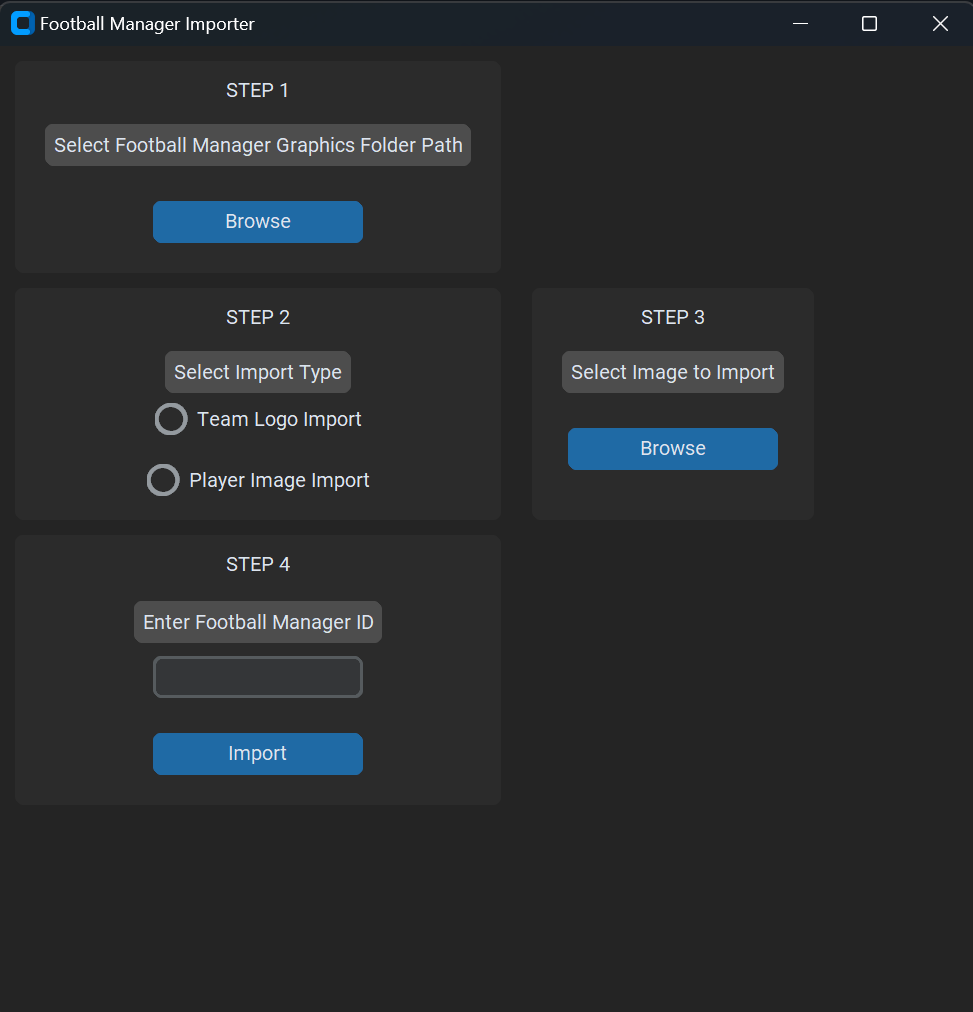 Football Manager Importer
STEP 1
Select Football Manager Graphics Folder Path
Browse
STEP 2
Select Import Type
Team Logo Import
Player Image Import
STEP 3
Select Image to Import
Browse
STEP 4
Enter Football Manager ID
Import